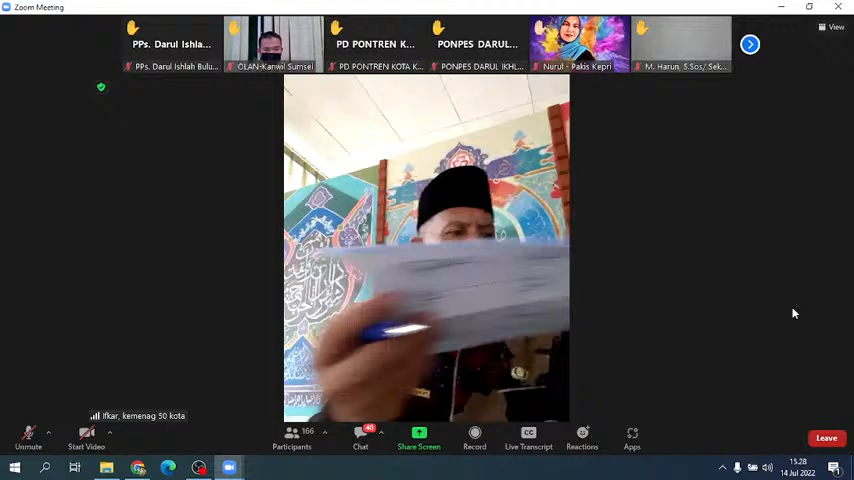 Zoom Meeting
PPs. Darul Ishla...
PD PONTREN K...
PONPES DARUL...
View
PPs. Darul Ishlah Bulu...
OLAN-Kanwil Sumsel
PD PONTREN KOTA K...
PONPES DARUL IKHL...
Nurul - Pakis Kepri
M. Harun, S.Sos/ Sek...
Ifkar, kemenag 50 kota
166
40
CC
Unmute
Start Video
Participants
Chat
Share Screen
Record
Live Transcript
Reactions
Apps
Leave
15.28
14 Jul 2022
1